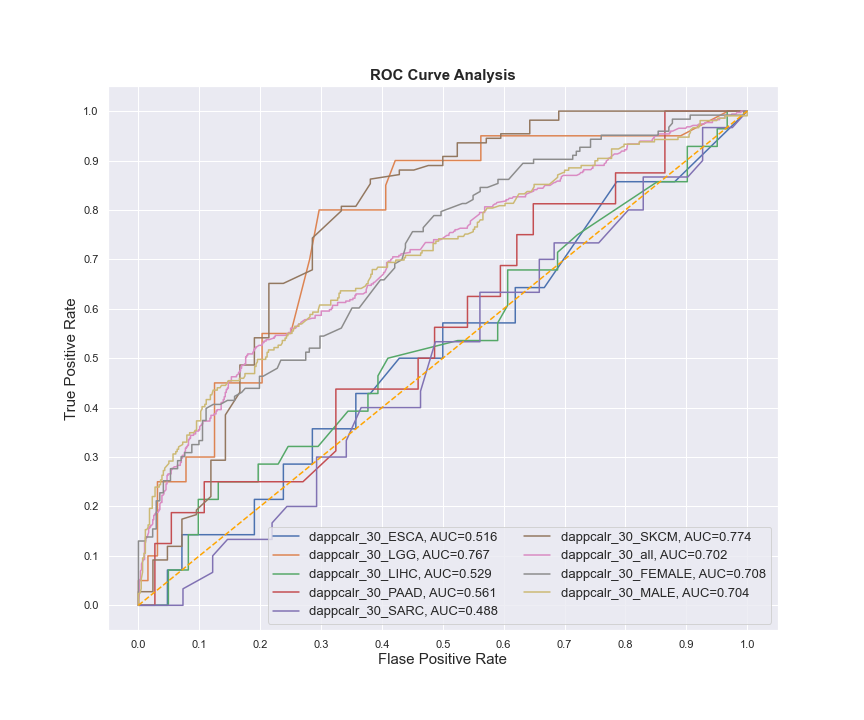 ROC Curve Analysis
True Positive Rate
1.0
0.9
0.8
0.7
0.6
0.5
0.4
0.3
0.2
0.1
0.0
dappcalr_30_ESCA, AUC=0.516
dappcalr_30_LGG, AUC=0.767
dappcalr_30_LIHC, AUC=0.529
dappcalr_30_PAAD, AUC=0.561
dappcalr_30_SARC, AUC=0.488
dappcalr_30_SKCM, AUC=0.774
dappcalr_30_all, AUC=0.702
dappcalr_30_FEMALE, AUC=0.708
dappcalr_30_MALE, AUC=0.704
0.0 0.1 0.2 0.3 0.4 0.5 0.6 0.7 0.8 0.9 1.0
Flase Positive Rate